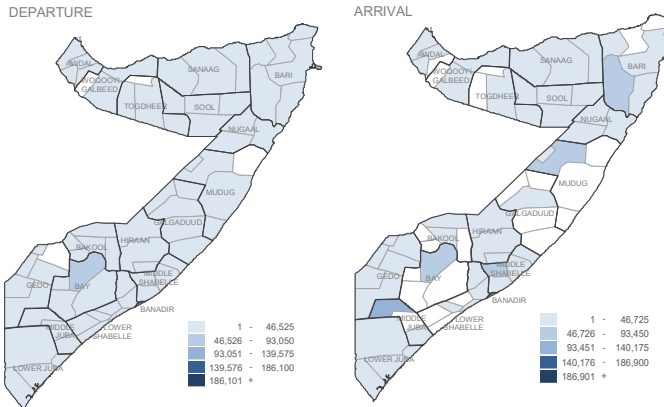 DEPARTURE
AWDAL
WOQOOYI
GALBEED
SANAAG
BARI
TOGDHEER
SOOL
NUGAAL
MUDUG
GALGADUUD
HIRAAN
BAKOOL
MIDDLE
SHABELLE
GEDO
BAY
BANADIR
MIDDLE
JUBA
LOWER
SHABELLE
LOWER JUBA
1 - 46,525
46,526 - 93,050
93,051 - 139,575
139,576 - 186,100
186,101 +
ARRIVAL
AWDAL
WOQOOYI
GALBEED
SANAAG
BARI
TOGDHEER
SOOL
NUGAAL
MUDUG
GALGADUUD
HIRAAN
BAKOOL
MIDDLE
SHABELLE
GEDO
BAY
BANADIR
MIDDLE
JUBA
LOWER
SHABELLE
LOWER JUBA
1 - 46,725
46,726 - 93,450
93,451 - 140,175
140,176 - 186,900
186,901 +